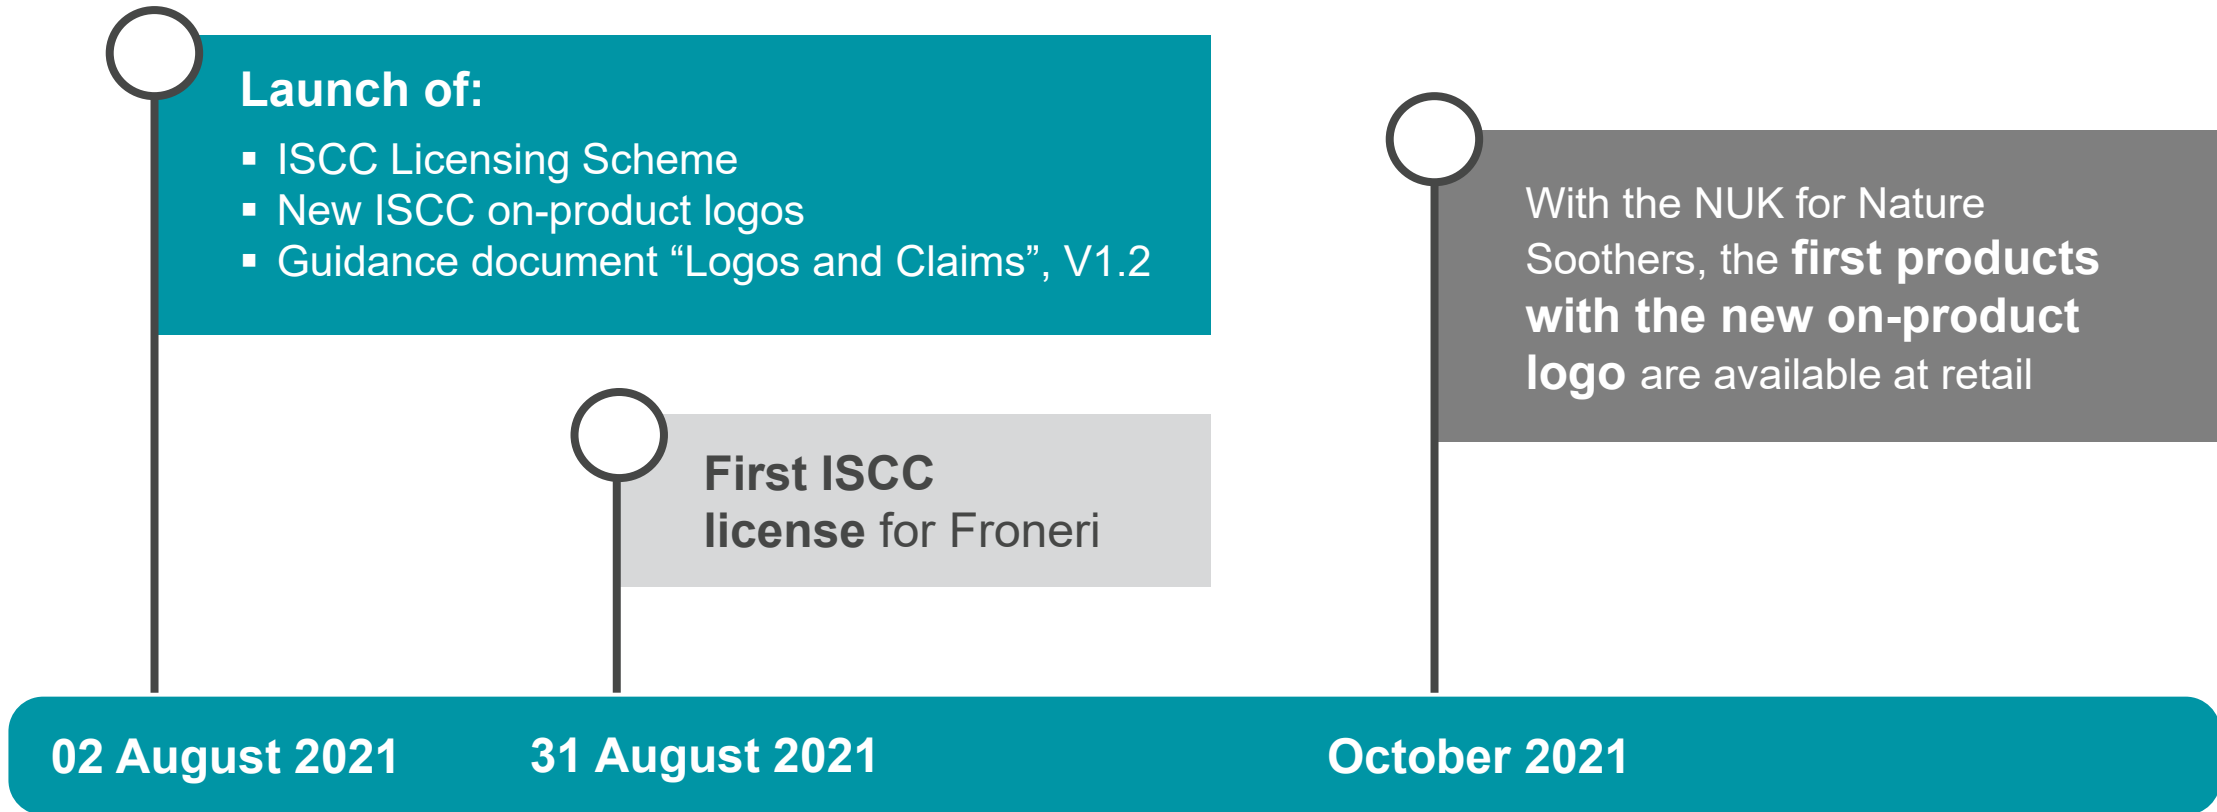 Launch of:
▪ ISCC Licensing Scheme
▪ New ISCC on-product logos
▪ Guidance document “Logos and Claims”, V1.2
With the NUK for Nature
Soothers, the first products
with the new on-product
logo are available at retail
First ISCC
license for Froneri
02 August 2021
31 August 2021
October 2021